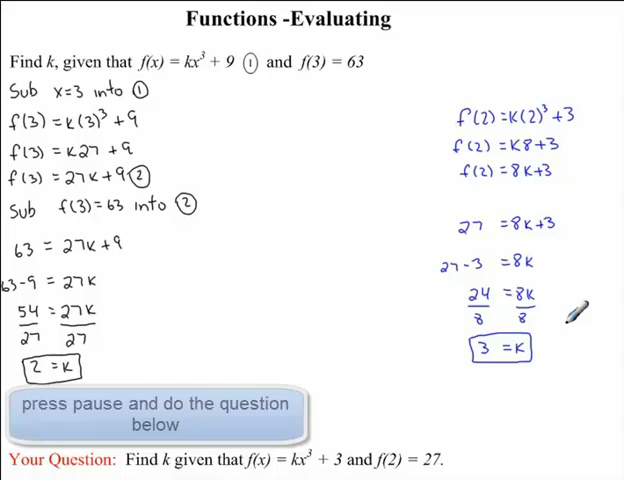 Functions -Evaluating
Find k, given that f(x) = kx³ + 9 ① and f(3) = 63
Sub x=3 into ①
f(3) = k(3)³ + 9
f(3) = k27 + 9
f(3) = 27k + 9 ②
Sub f(3) = 63 into ②
63 = 27k + 9
63 - 9 = 27k
54 = 27k
27 27
2 = k
f(2) = k(2)³ + 3
f(2) = k8 + 3
f(2) = 8k + 3
27 = 8k + 3
27 - 3 = 8k
24 = 8k
8 8
3 = k
press pause and do the question
below
Your Question: Find k given that f(x) = kx³ + 3 and f(2) = 27.